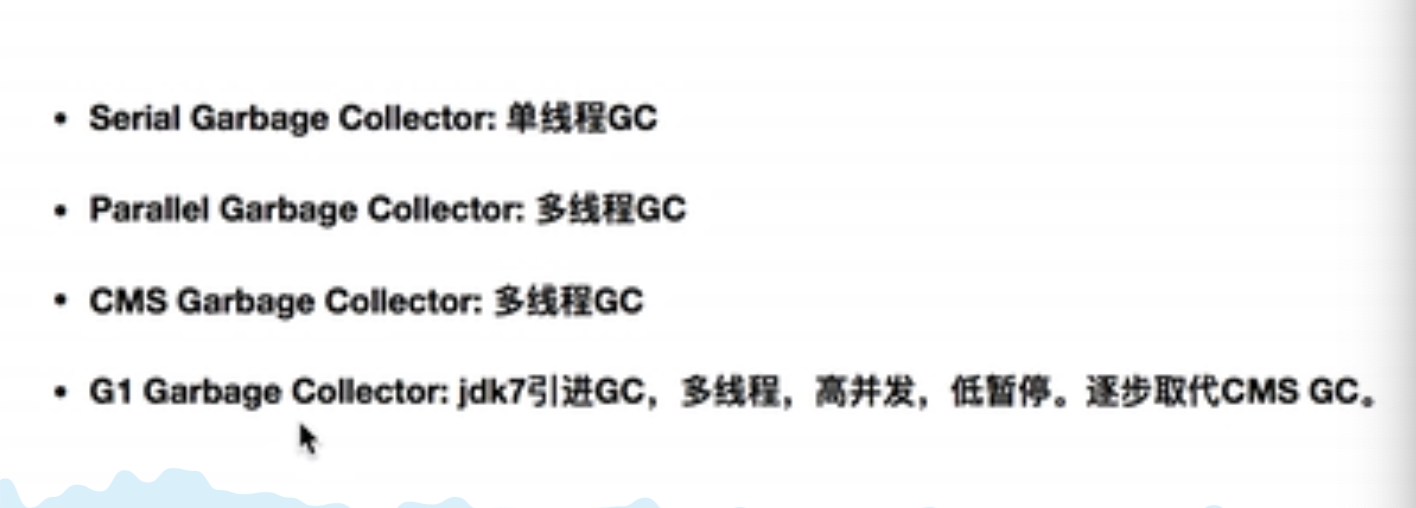 • Serial Garbage Collector: 单线程GC
• Parallel Garbage Collector: 多线程GC
• CMS Garbage Collector: 多线程GC
• G1 Garbage Collector: jdk7引进GC，多线程，高并发，低暂停。逐步取代CMS GC。